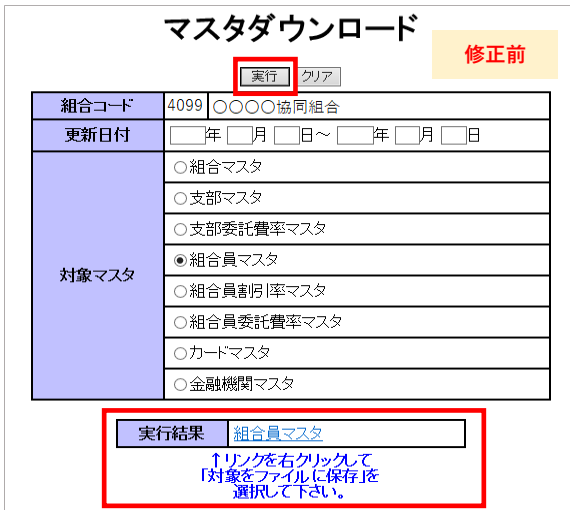 マスタダウンロード
修正前
実行 クリア
組合コード 4099 ○○○○協同組合
更新日付 年 月 日～ 年 月 日
対象マスタ
組合マスタ
支部マスタ
支部委託費率マスタ
組合員マスタ
組合員割引率マスタ
組合員委託費率マスタ
カードマスタ
金融機関マスタ
実行結果 組合員マスタ
↑リンクを右クリックして
「対象をファイルに保存」を
選択して下さい。